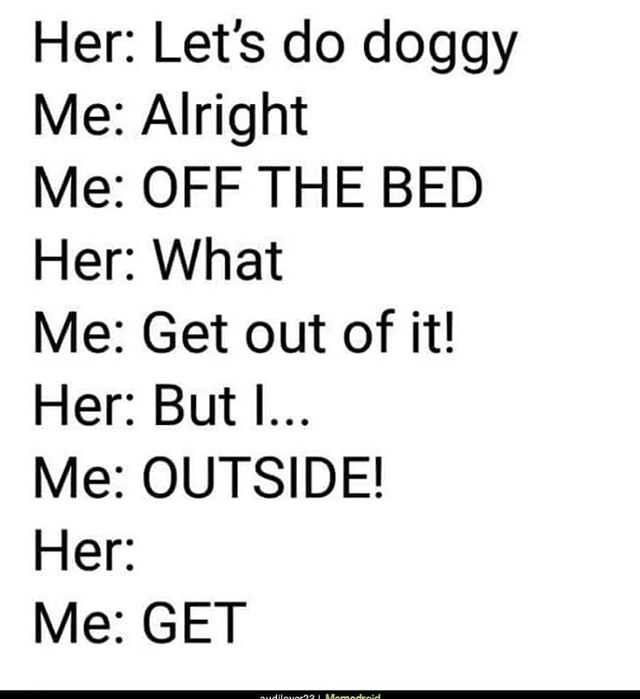 Her: Let's do doggy
Me: Alright
Me: OFF THE BED
Her: What
Me: Get out of it!
Her: But I...
Me: OUTSIDE!
Her:
Me: GET